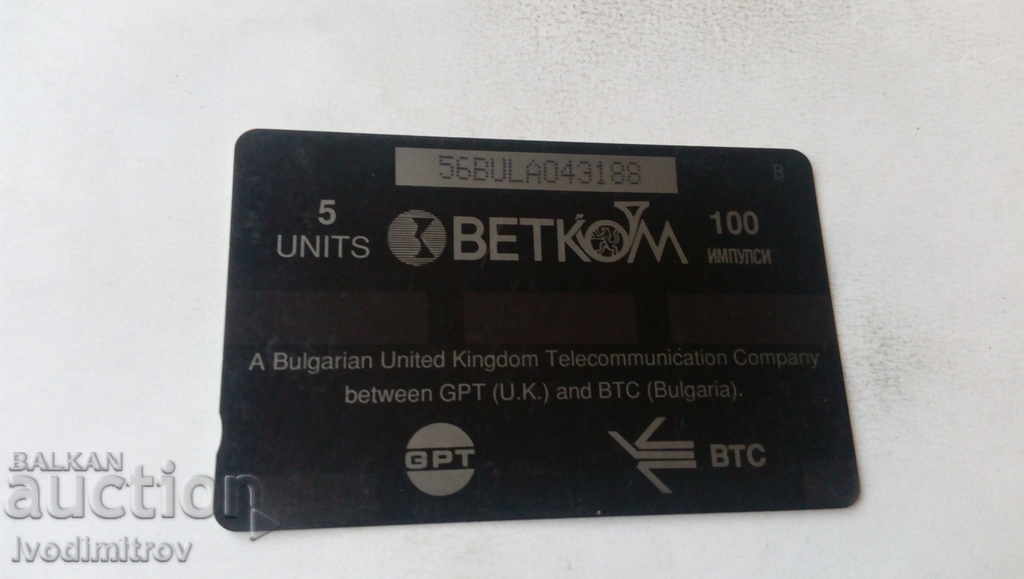 56BULA043188
B
5
UNITS
BETKOM
100
ИМПУЛСИ
A Bulgarian United Kingdom Telecommunication Company
between GPT (U.K.) and BTC (Bulgaria).
GPT
BTC
BALKAN
auction
Ivodimitrov